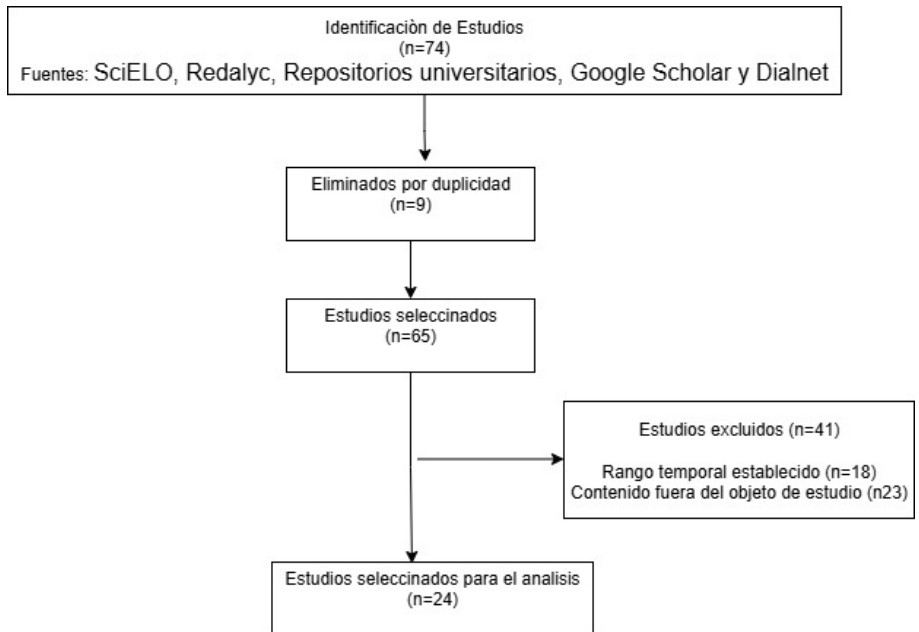 Identificaciòn de Estudios
(n=74)
Fuentes: SciELO, Redalyc, Repositorios universitarios, Google Scholar y Dialnet
Eliminados por duplicidad
(n=9)
Estudios seleccinados
(n=65)
Estudios excluidos (n=41)
Rango temporal establecido (n=18)
Contenido fuera del objeto de estudio (n23)
Estudios seleccinados para el analisis
(n=24)